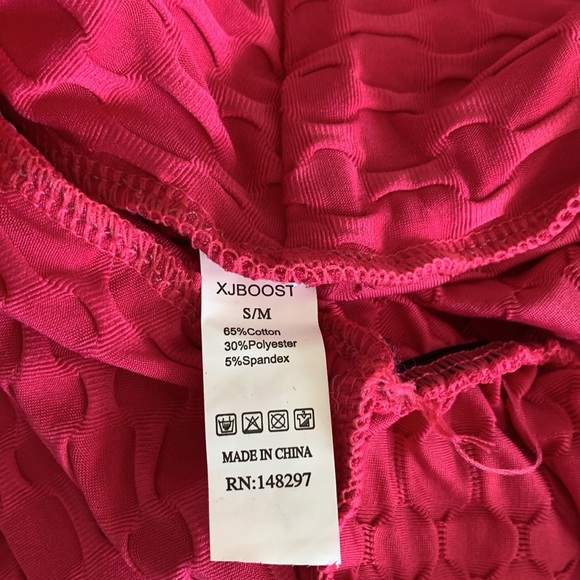 XJBOOST
S/M
65%Cotton
30%Polyester
5%Spandex
MADE IN CHINA
RN:148297